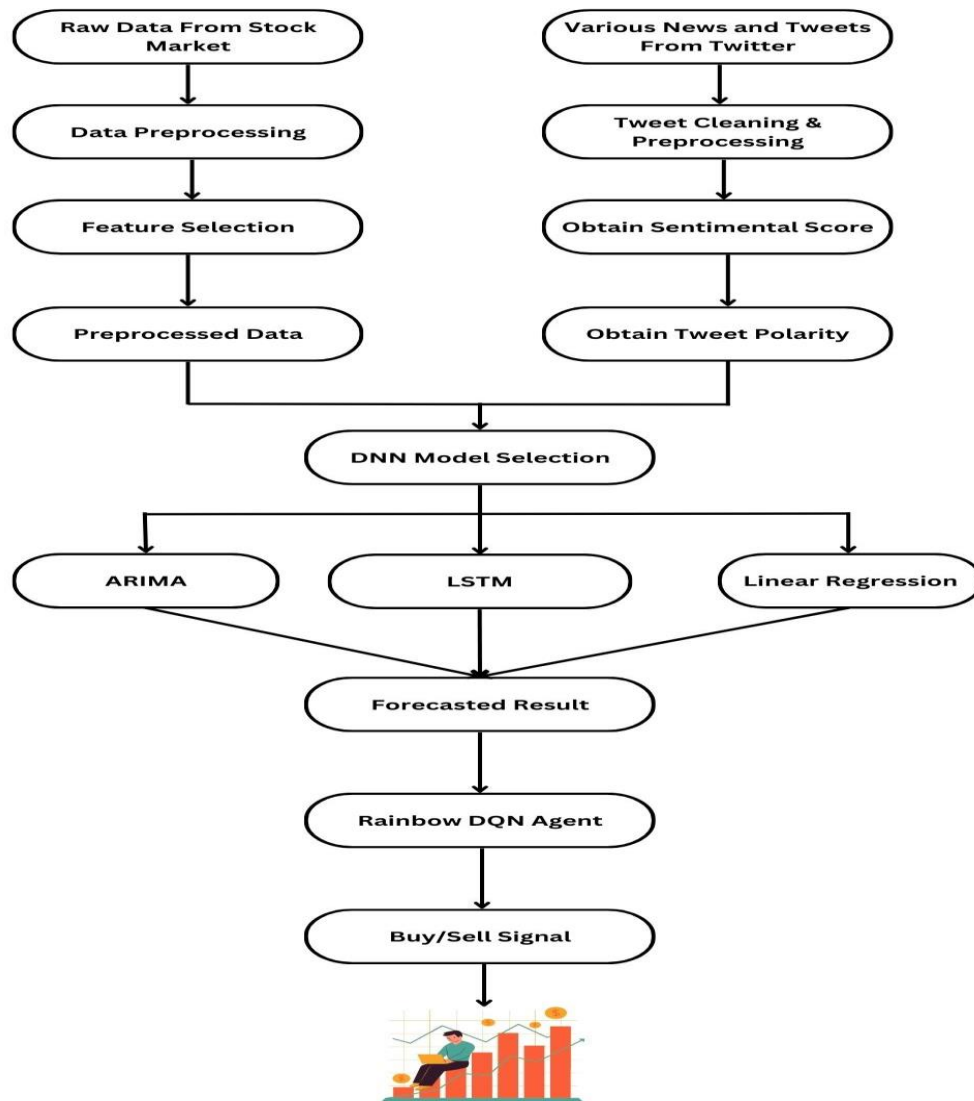 Raw Data From Stock
Market
Various News and Tweets
From Twitter
Data Preprocessing
Tweet Cleaning &
Preprocessing
Feature Selection
Obtain Sentimental Score
Preprocessed Data
Obtain Tweet Polarity
DNN Model Selection
ARIMA
LSTM
Linear Regression
Forecasted Result
Rainbow DQN Agent
Buy/Sell Signal